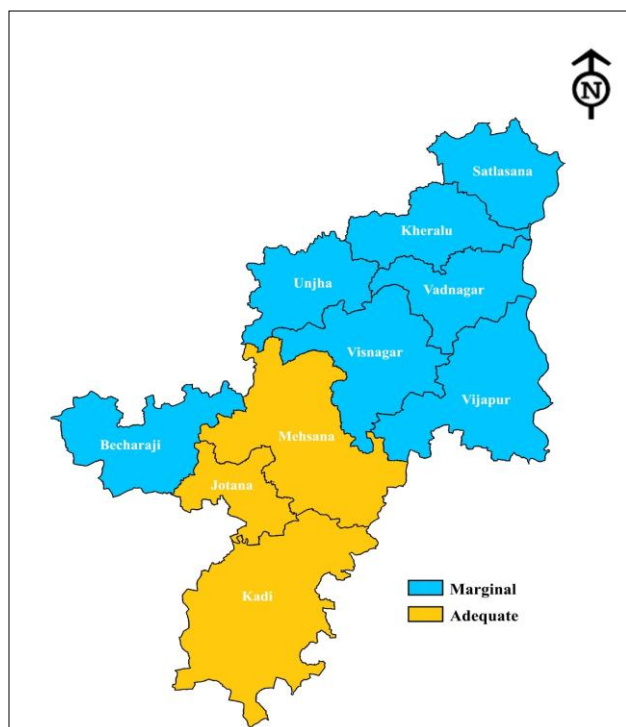 N
Satlasana
Kheralu
Unjha
Vadnagar
Visnagar
Vijapur
Mehsana
Becharaji
Jotana
Kadi
Marginal
Adequate